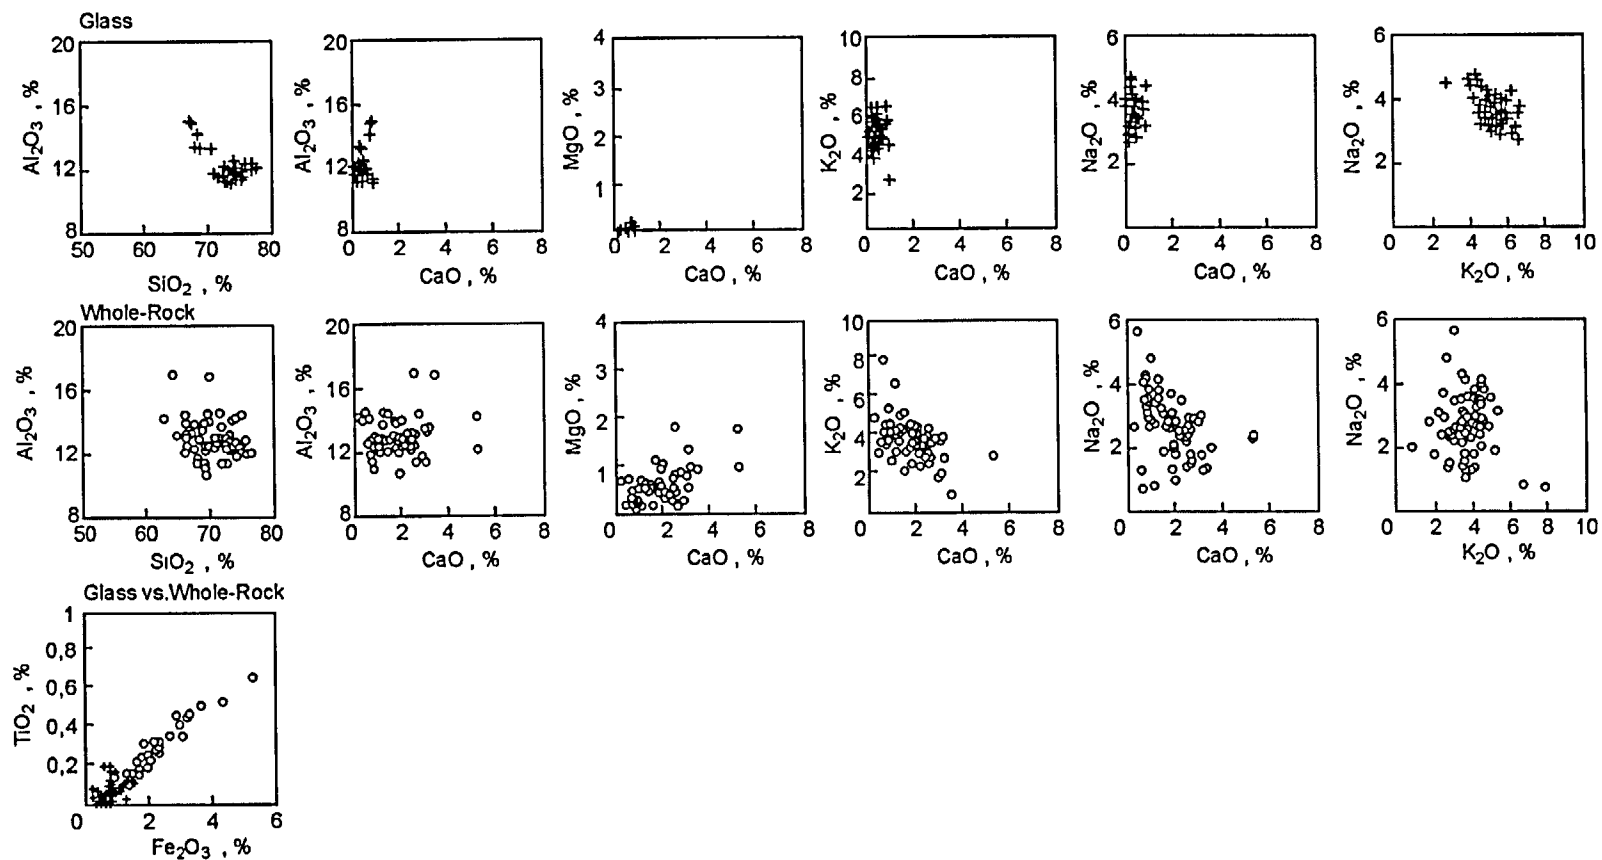 Glass
20
16
12
8
Al2O3 , %
50 60 70 80
SiO2 , %
20
16
12
8
Al2O3 , %
0 2 4 6 8
CaO , %
4
3
2
1
MgO , %
0 2 4 6 8
CaO , %
10
8
6
4
2
K2O , %
0 2 4 6 8
CaO , %
6
4
2
Na2O , %
0 2 4 6 8
CaO , %
6
4
2
Na2O , %
0 2 4 6 8 10
K2O , %
Whole-Rock
20
16
12
8
Al2O3 , %
50 60 70 80
SiO2 , %
20
16
12
8
Al2O3 , %
0 2 4 6 8
CaO , %
4
3
2
1
MgO , %
0 2 4 6 8
CaO , %
10
8
6
4
2
K2O , %
0 2 4 6 8
CaO , %
6
4
2
Na2O , %
0 2 4 6 8
CaO , %
6
4
2
Na2O , %
0 2 4 6 8 10
K2O , %
Glass vs.Whole-Rock
1
0,8
0,6
0,4
0,2
TiO2 , %
0 2 4 6
Fe2O3 , %